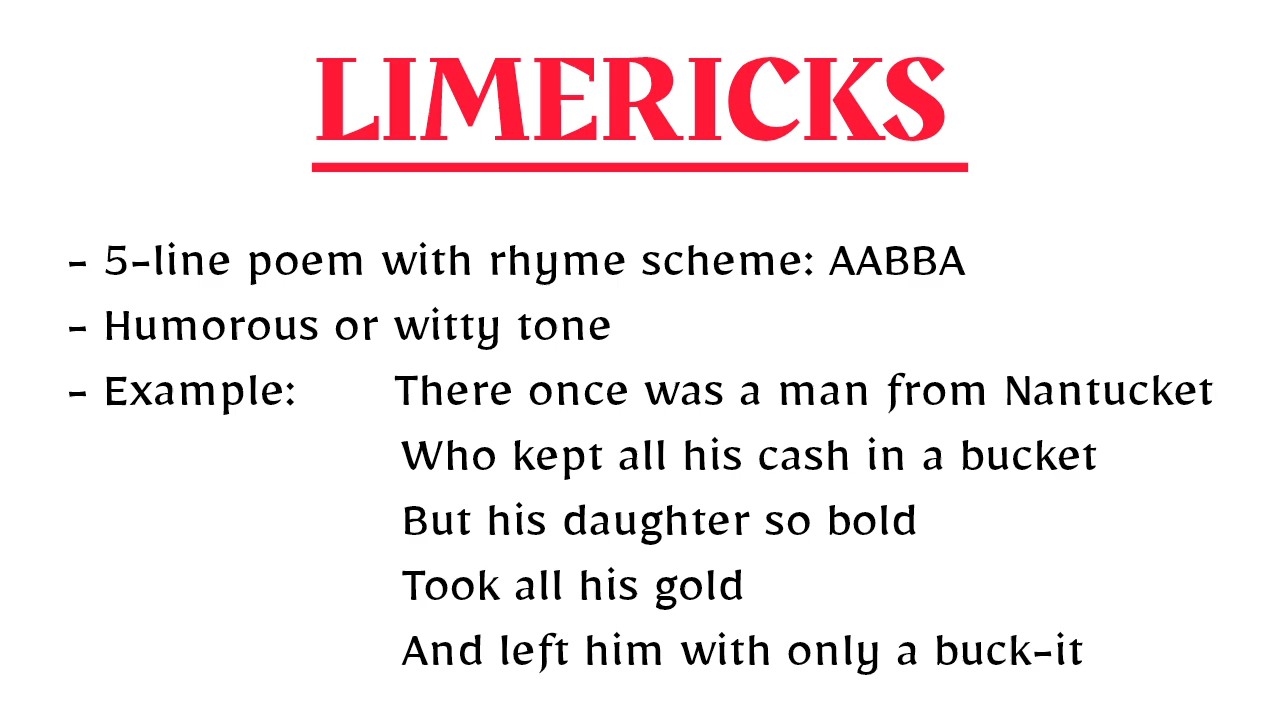 LIMERICKS
- 5-line poem with rhyme scheme: AABBA
- Humorous or witty tone
- Example: There once was a man from Nantucket
Who kept all his cash in a bucket
But his daughter so bold
Took all his gold
And left him with only a buck-it